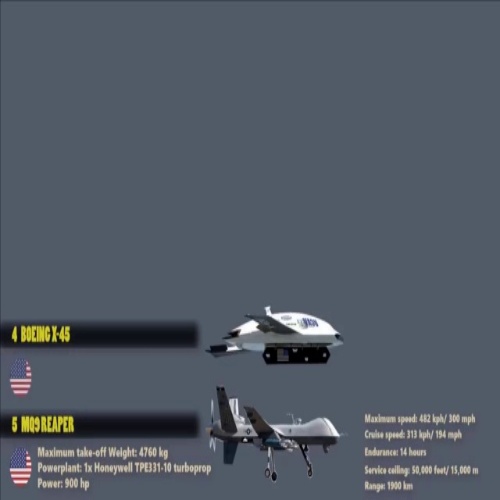 4 BOEING X-45
5 MQ9 REAPER
Maximum take-off Weight: 4760 kg
Powerplant: 1x Honeywell TPE331-10 turboprop
Power: 900 hp
Maximum speed: 482 kph/ 300 mph
Cruise speed: 313 kph/ 194 mph
Endurance: 14 hours
Service ceiling: 50,000 feet/ 15,000 m
Range: 1900 km